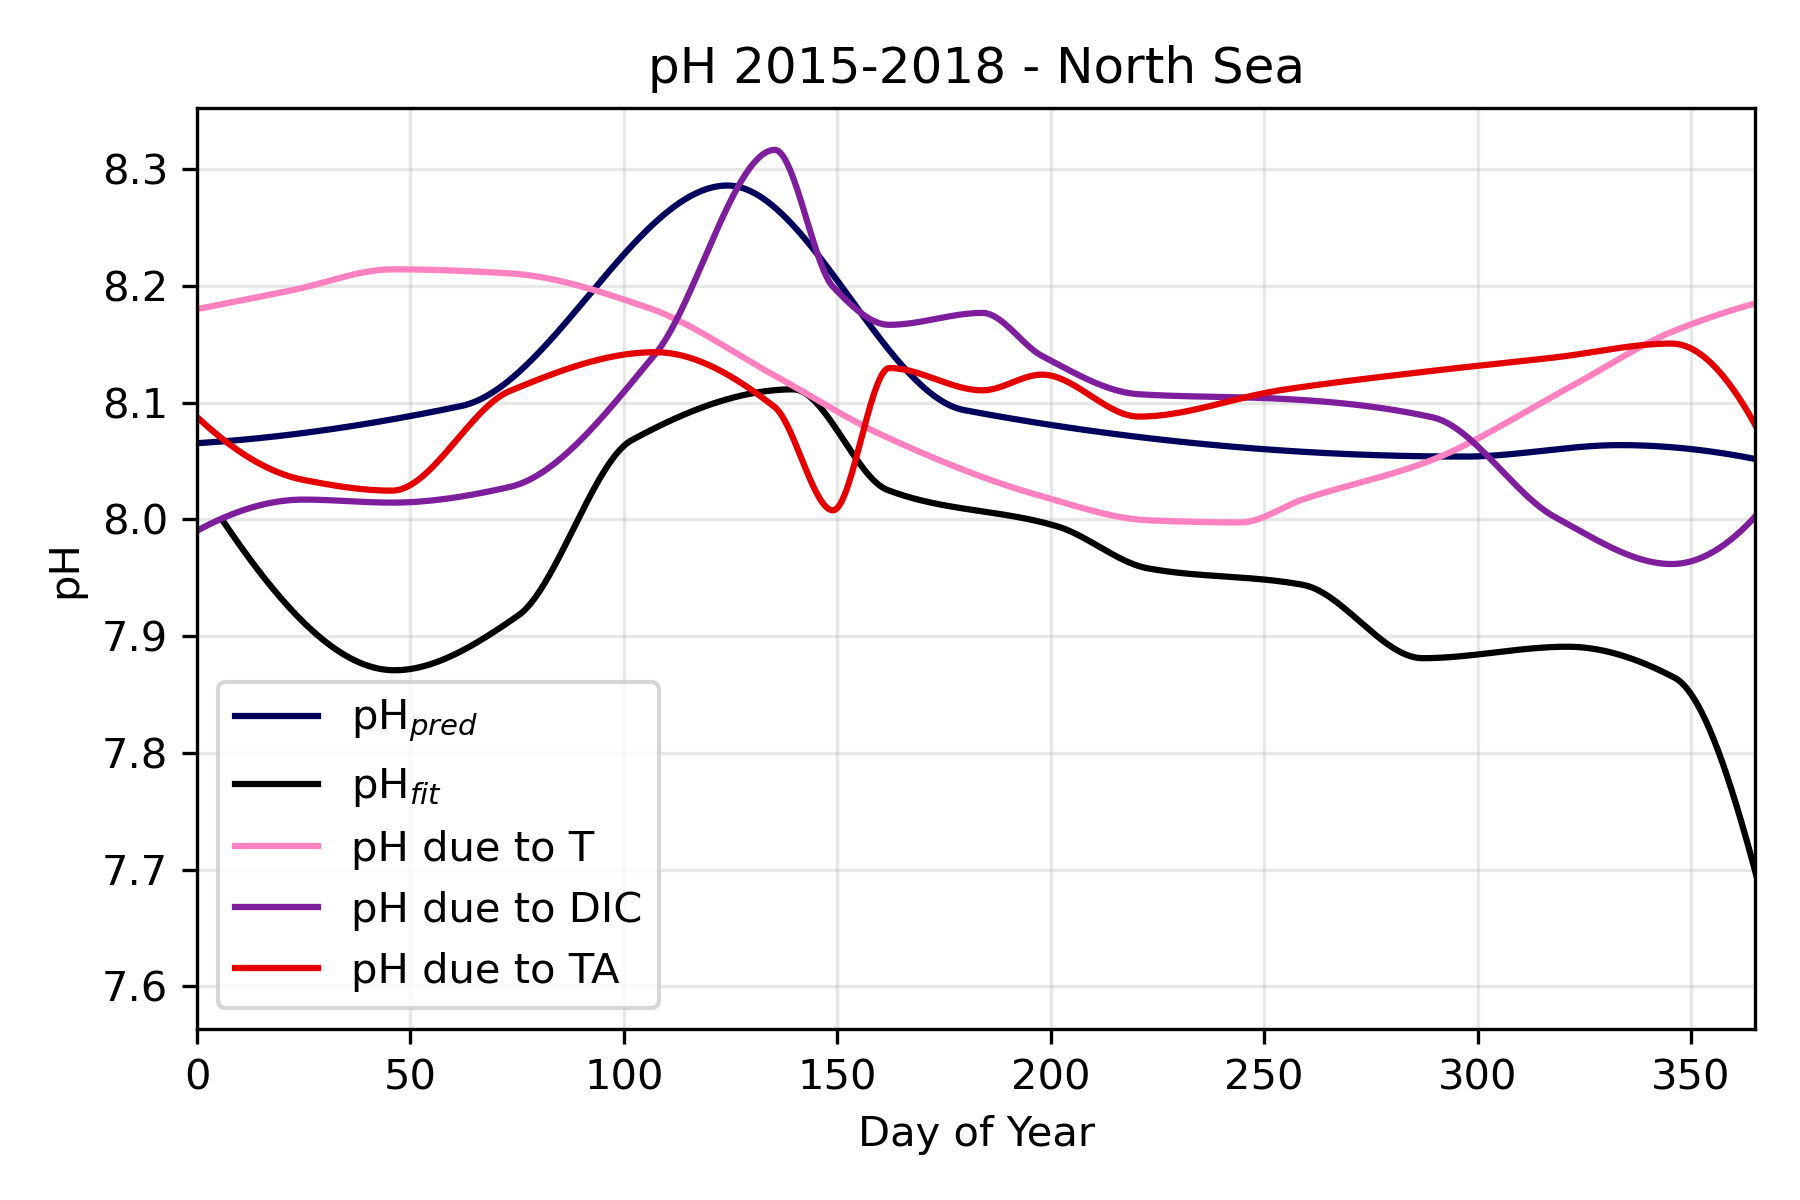 pH 2015-2018 - North Sea
8.3
8.2
8.1
8.0
7.9
7.8
7.7
7.6
pH
pH_pred
pH_fit
pH due to T
pH due to DIC
pH due to TA
0 50 100 150 200 250 300 350
Day of Year